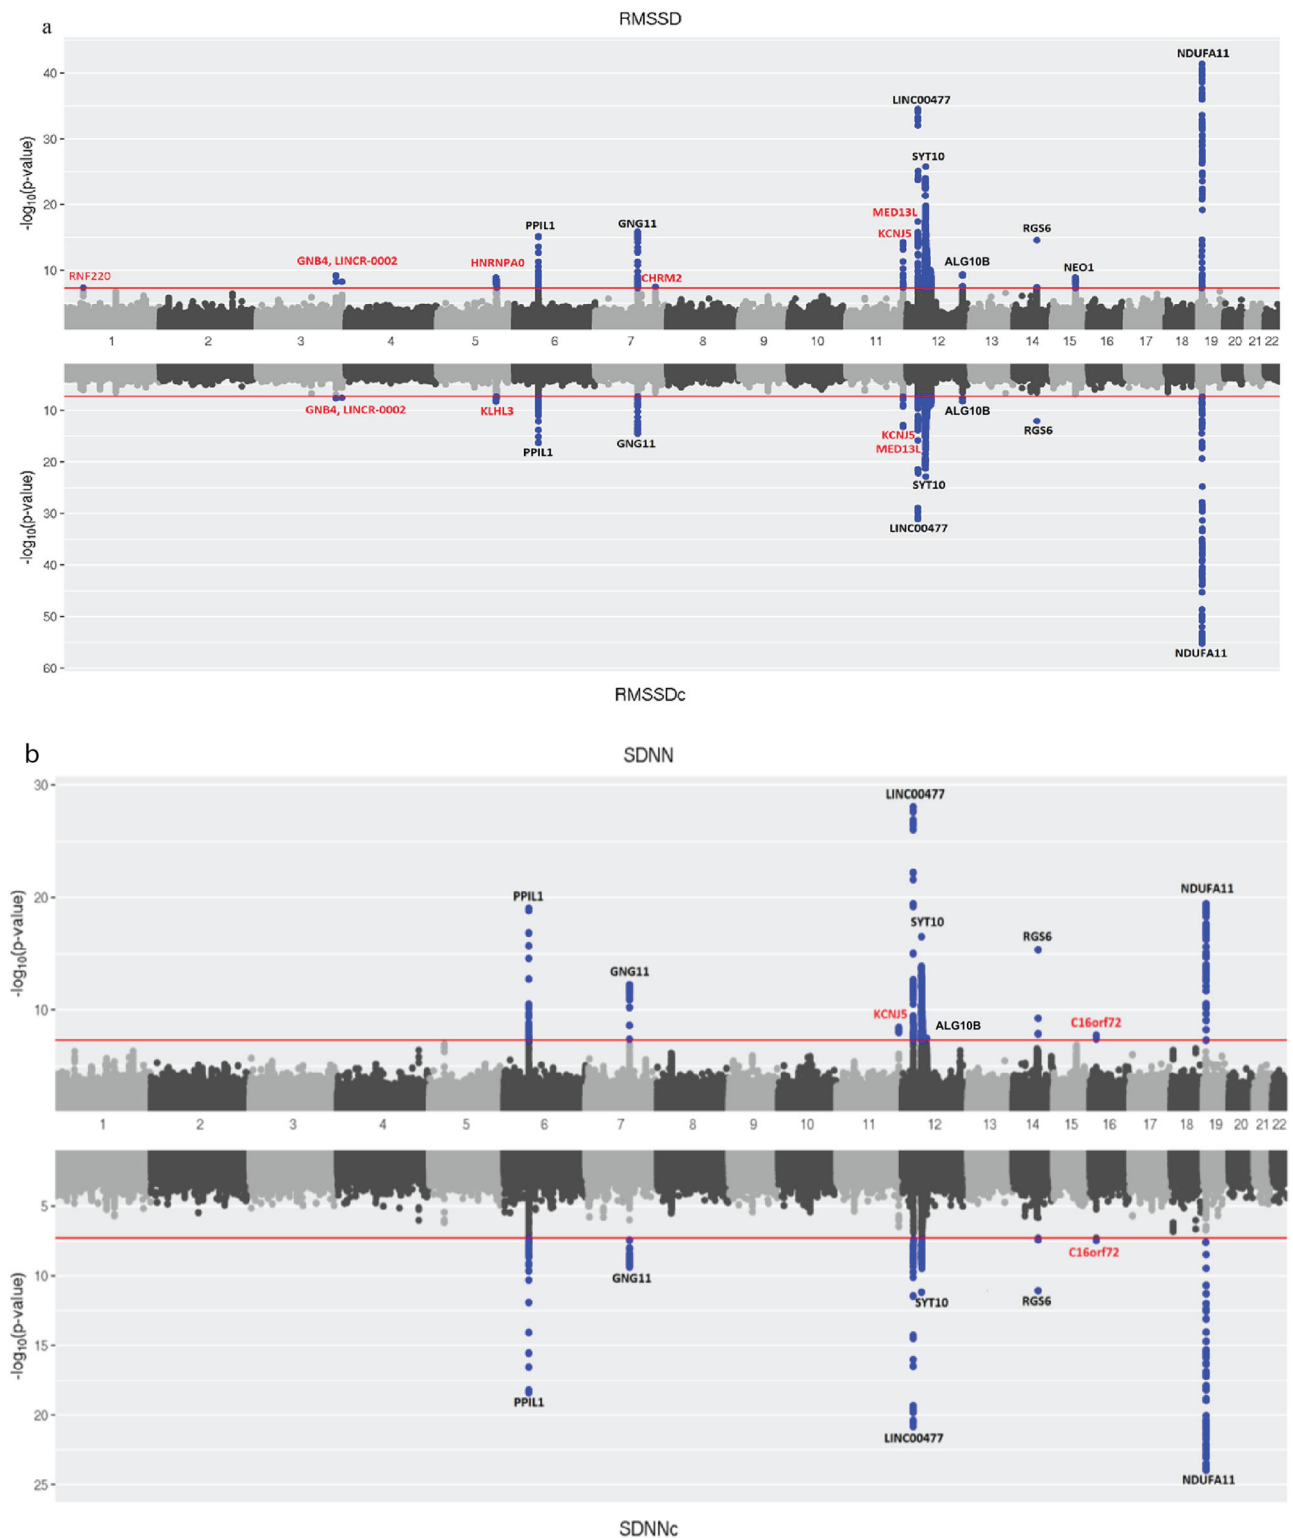 a
RMSSD
-log10(p-value)
40
30
20
10
NDUFA11
LINC00477
SYT10
MED13L
KCNJ5
PPIL1
GNG11
RGS6
GNB4, LINCR-0002
HNRNPA0
ALG10B
NEO1
RNF220
CHRM2
1 2 3 4 5 6 7 8 9 10 11 12 13 14 15 16 17 18 19 20 21 22
-log10(p-value)
10
20
30
40
50
60
GNB4, LINCR-0002
KLHL3
ALG10B
RGS6
KCNJ5
GNG11
MED13L
PPIL1
SYT10
LINC00477
NDUFA11
RMSSDc
b
SDNN
-log10(p-value)
30
20
10
LINC00477
NDUFA11
PPIL1
SYT10
RGS6
GNG11
KCNJ5
ALG10B
C16orf72
1 2 3 4 5 6 7 8 9 10 11 12 13 14 15 16 17 18 19 20 21 22
-log10(p-value)
5
10
15
20
25
C16orf72
GNG11
SYT10
RGS6
PPIL1
LINC00477
NDUFA11
SDNNc